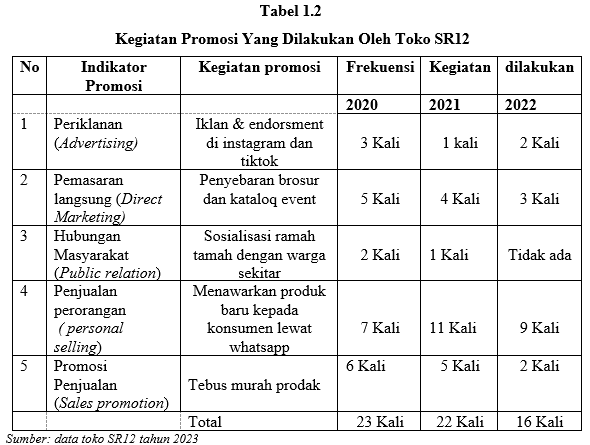 Tabel 1.2
Kegiatan Promosi Yang Dilakukan Oleh Toko SR12
No Indikator Promosi Kegiatan promosi Frekuensi Kegiatan dilakukan
2020 2021 2022
1 Periklanan (Advertising) Iklan & endorsment di instagram dan tiktok 3 Kali 1 kali 2 Kali
2 Pemasaran langsung (Direct Marketing) Penyebaran brosur dan kataloq event 5 Kali 4 Kali 3 Kali
3 Hubungan Masyarakat (Public relation) Sosialisasi ramah tamah dengan warga sekitar 2 Kali 1 Kali Tidak ada
4 Penjualan perorangan ( personal selling) Menawarkan produk baru kepada konsumen lewat whatsapp 7 Kali 11 Kali 9 Kali
5 Promosi Penjualan (Sales promotion) Tebus murah prodak 6 Kali 5 Kali 2 Kali
Total 23 Kali 22 Kali 16 Kali
Sumber: data toko SR12 tahun 2023